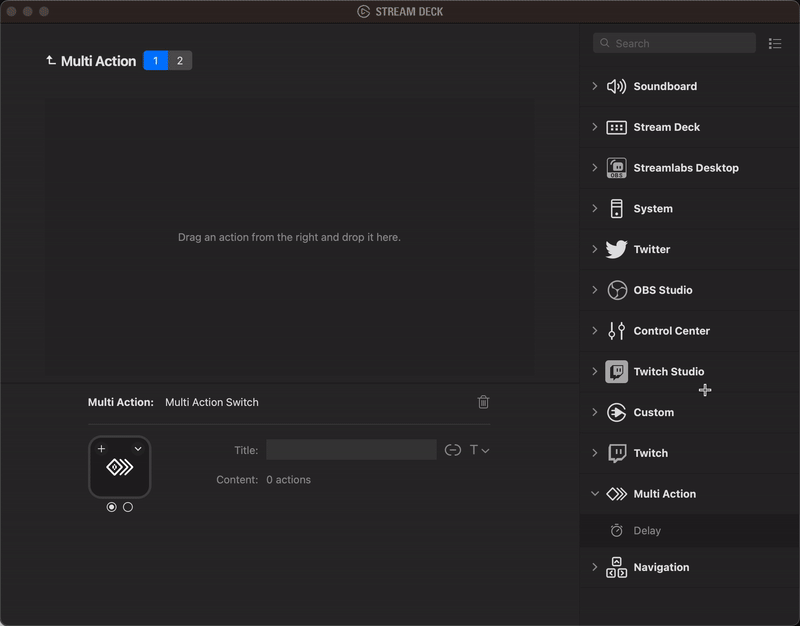 STREAM DECK
Multi Action 1 2
Drag an action from the right and drop it here.
Multi Action: Multi Action Switch
Title: T
Content: 0 actions
Search
Soundboard
Stream Deck
OBS
Streamlabs Desktop
System
Twitter
OBS Studio
Control Center
Twitch Studio
Custom
Twitch
Multi Action
Delay
Navigation